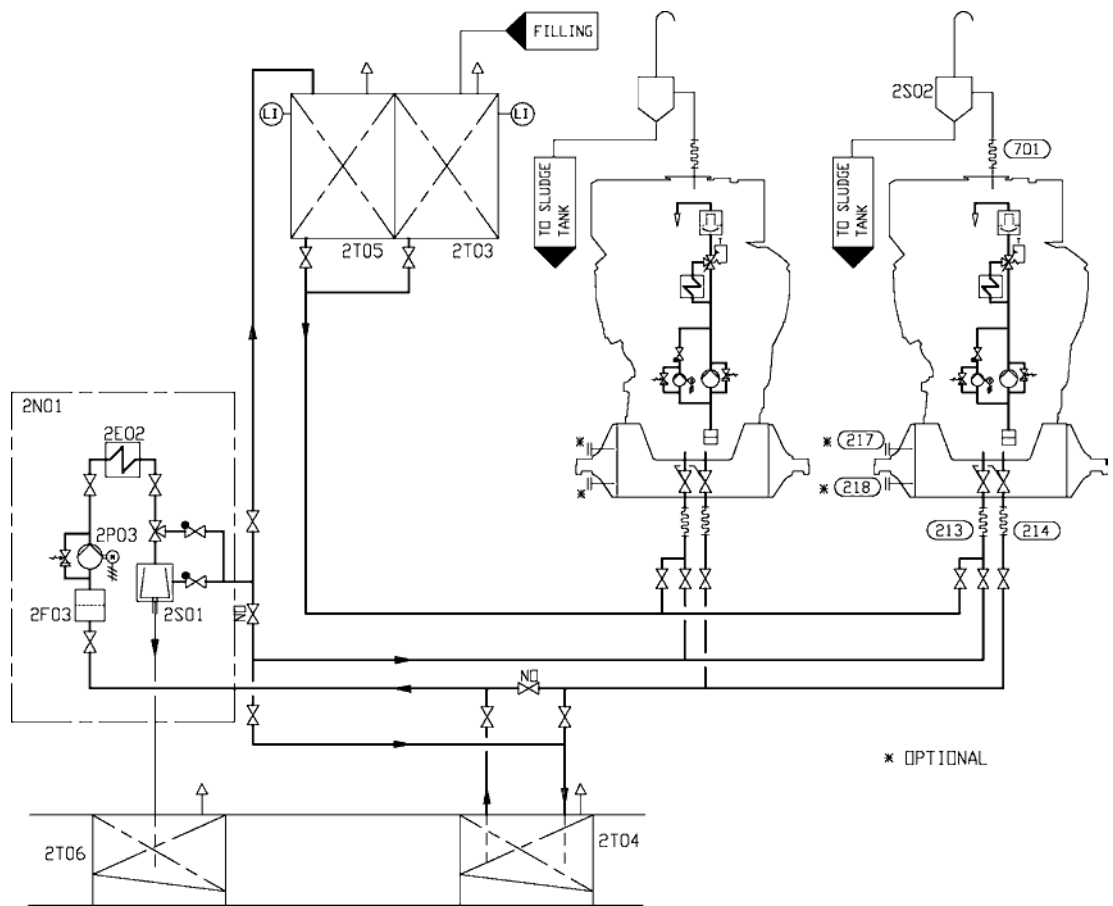 FILLING
LI
LI
2T05
2T03
TO SLUDGE
TANK
2S02
TO SLUDGE
TANK
701
2N01
2E02
2P03
2F03
2S01
NO
NO
*
*
* 217
* 218
213
214
* OPTIONAL
2T06
2T04